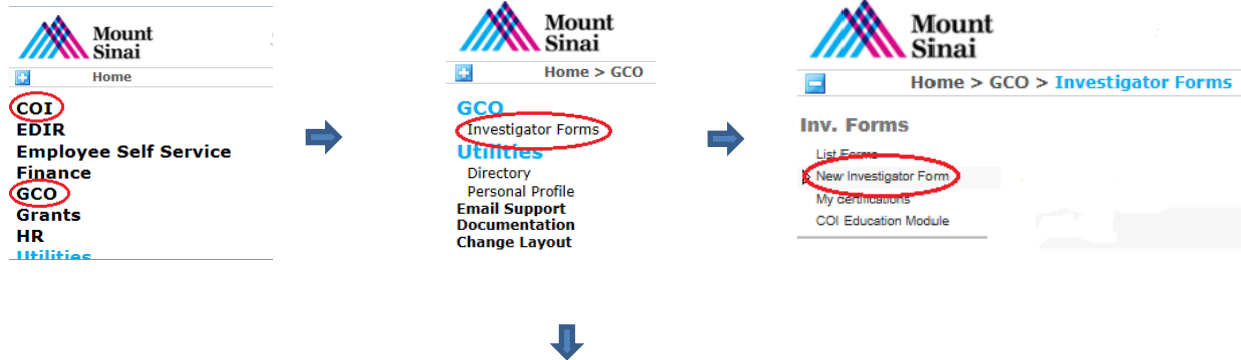 Mount
Sinai
Home
COI
EDIR
Employee Self Service
Finance
GCO
Grants
HR
Utilities
Mount
Sinai
Home > GCO
GCO
Investigator Forms
Utilities
Directory
Personal Profile
Email Support
Documentation
Change Layout
Mount
Sinai
Home > GCO > Investigator Forms
Inv. Forms
List Forms
New Investigator Form
My certifications
COI Education Module